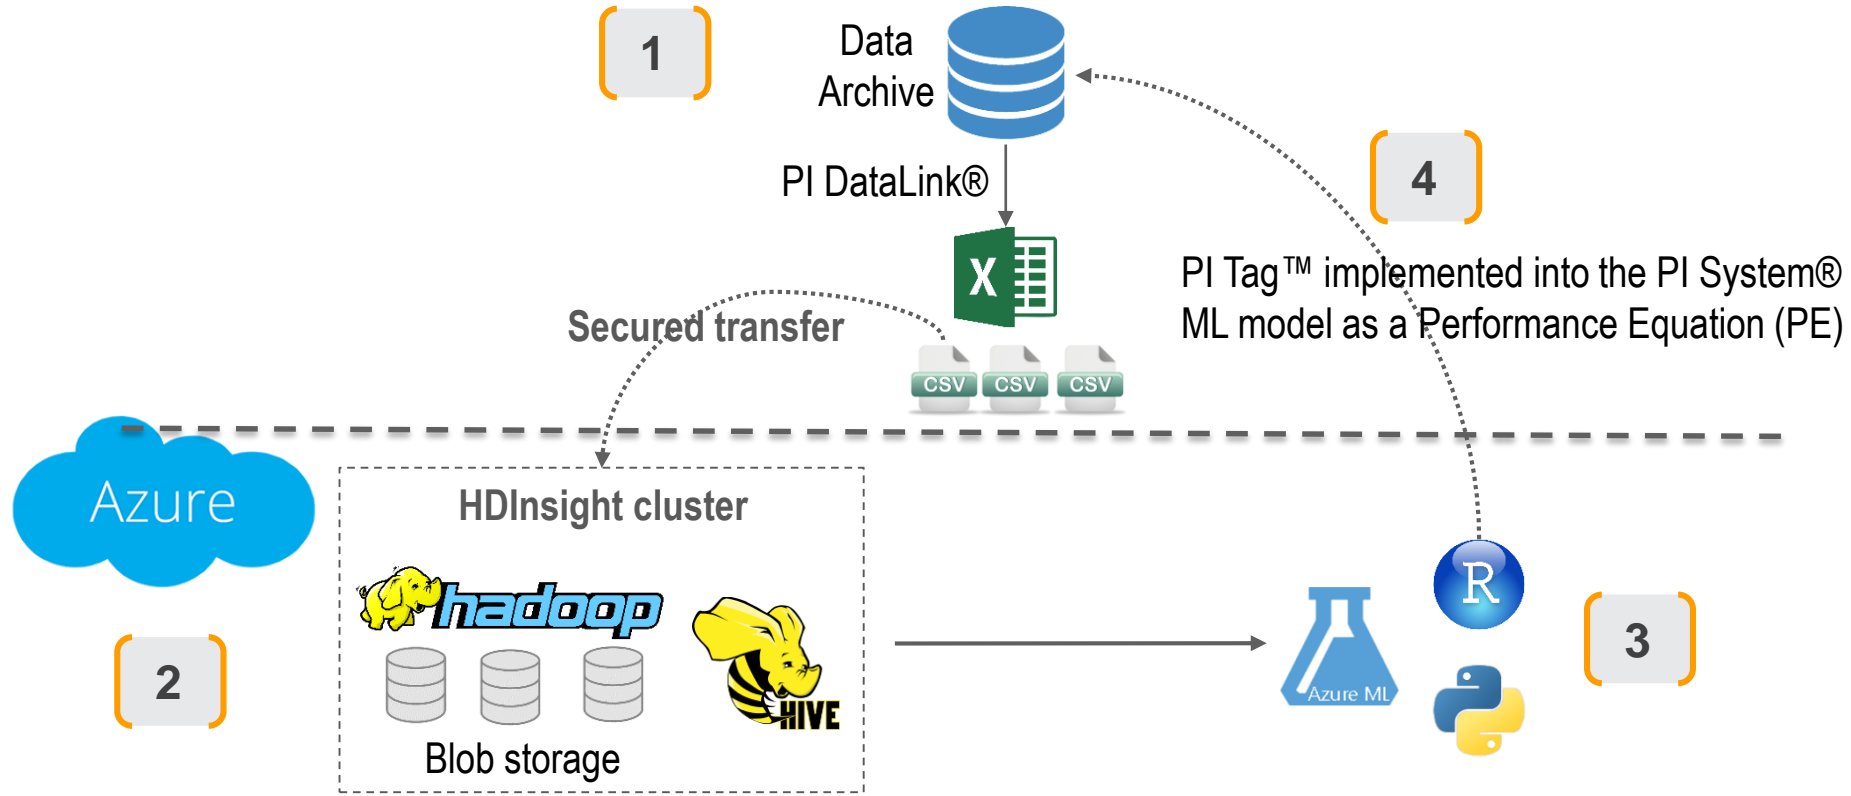 1
Data
Archive
PI DataLink®
4
X
PI Tag™ implemented into the PI System®
ML model as a Performance Equation (PE)
Secured transfer
CSV
CSV
CSV
Azure
HDInsight cluster
hadoop
HIVE
Blob storage
2
Azure ML
R
3